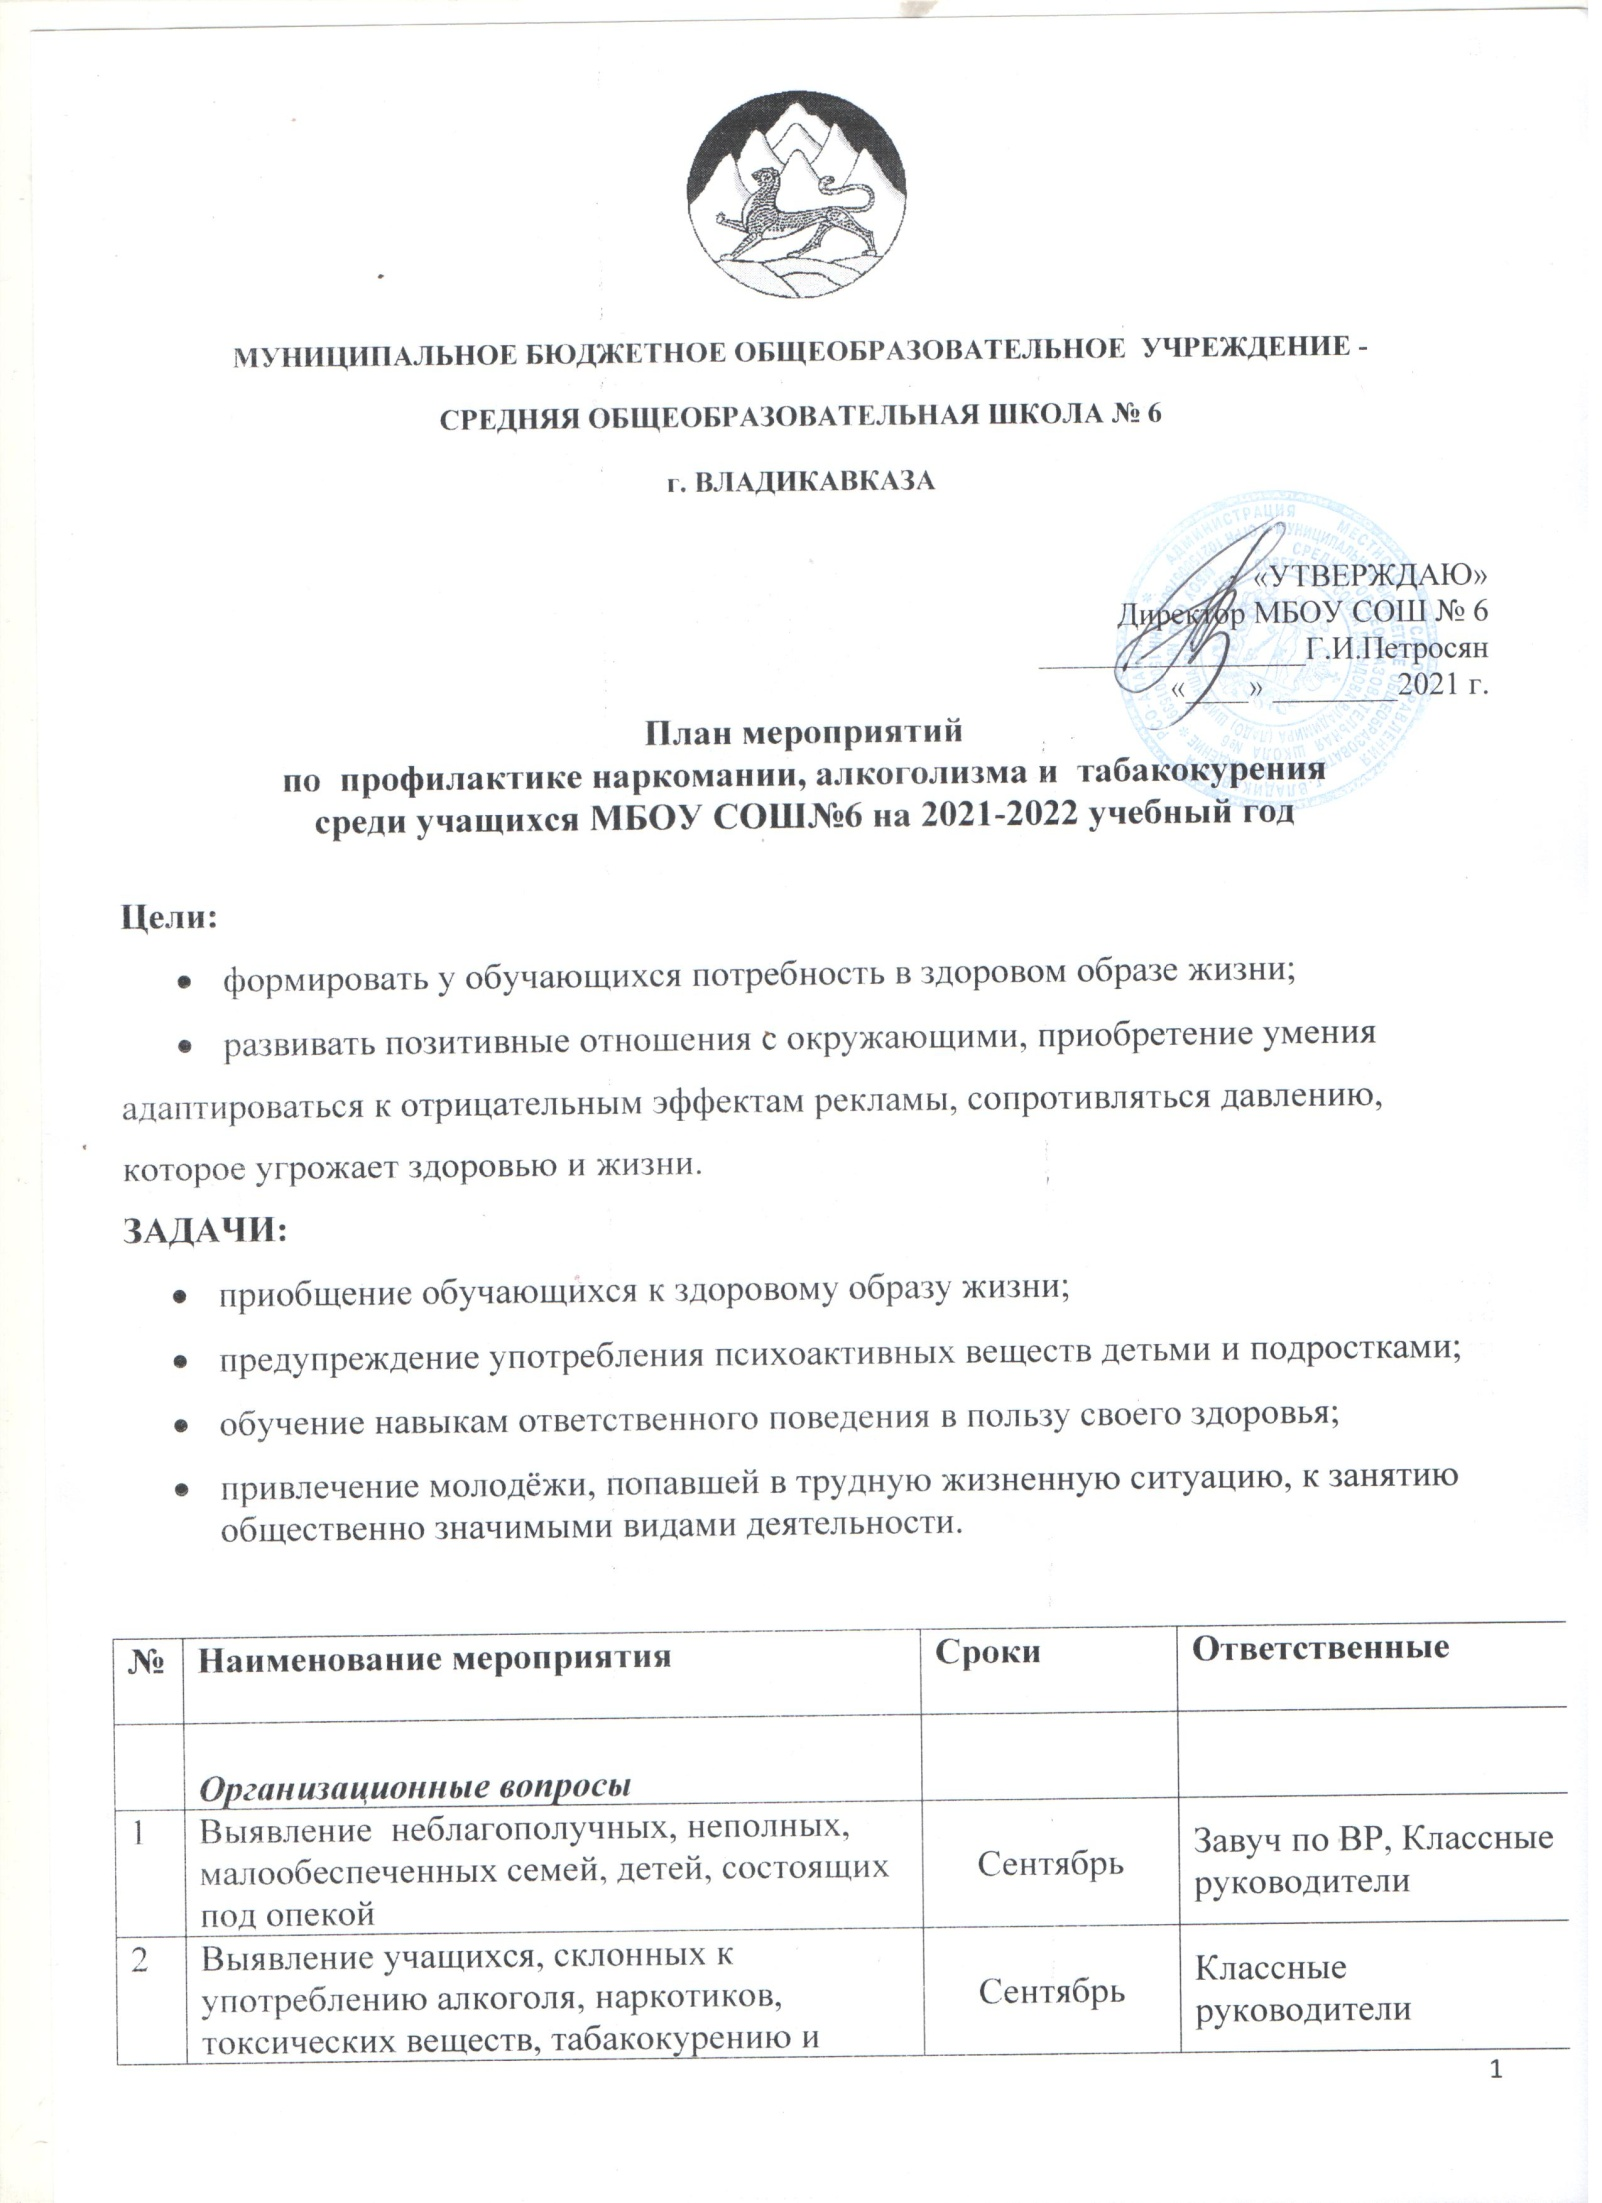 МУНИЦИПАЛЬНОЕ БЮДЖЕТНОЕ ОБЩЕОБРАЗОВАТЕЛЬНОЕ УЧРЕЖДЕНИЕ -
СРЕДНЯЯ ОБЩЕОБРАЗОВАТЕЛЬНАЯ ШКОЛА № 6
г. ВЛАДИКАВКАЗА
«УТВЕРЖДАЮ»
Директор МБОУ СОШ № 6
_________________Г.И.Петросян
«____» ________2021 г.
План мероприятий
по профилактике наркомании, алкоголизма и табакокурения
среди учащихся МБОУ СОШ№6 на 2021-2022 учебный год
Цели:
• формировать у обучающихся потребность в здоровом образе жизни;
• развивать позитивные отношения с окружающими, приобретение умения
адаптироваться к отрицательным эффектам рекламы, сопротивляться давлению,
которое угрожает здоровью и жизни.
ЗАДАЧИ:
• приобщение обучающихся к здоровому образу жизни;
• предупреждение употребления психоактивных веществ детьми и подростками;
• обучение навыкам ответственного поведения в пользу своего здоровья;
• привлечение молодёжи, попавшей в трудную жизненную ситуацию, к занятию
общественно значимыми видами деятельности.
№ Наименование мероприятия Сроки Ответственные
Организационные вопросы
1 Выявление неблагополучных, неполных,
малообеспеченных семей, детей, состоящих
под опекой
Сентябрь
Завуч по ВР, Классные
руководители
2 Выявление учащихся, склонных к
употреблению алкоголя, наркотиков,
токсических веществ, табакокурению и
Сентябрь
Классные
руководители
1